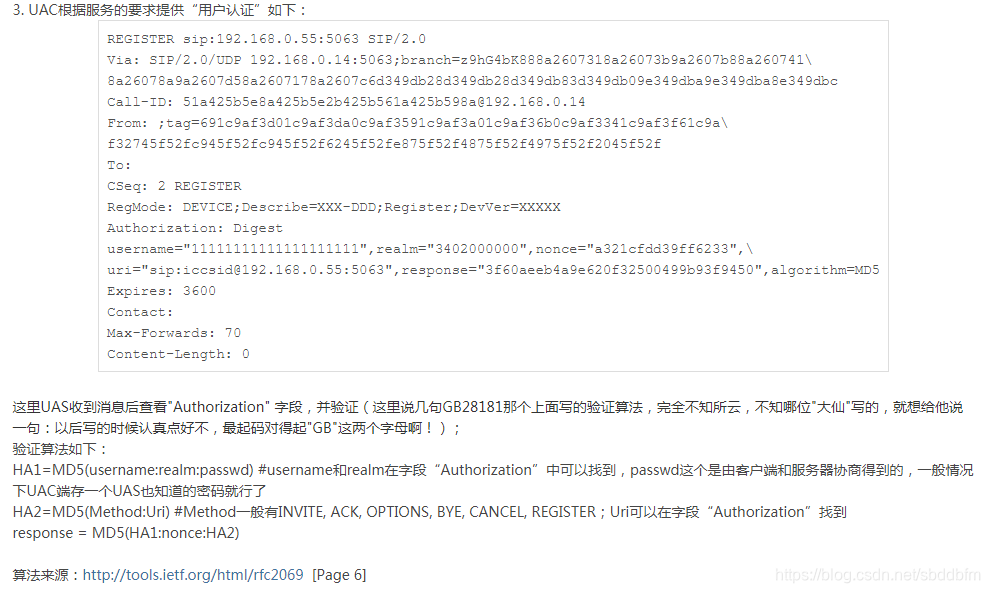 3. UAC根据服务的要求提供“用户认证”如下：
REGISTER sip:192.168.0.55:5063 SIP/2.0
Via: SIP/2.0/UDP 192.168.0.14:5063;branch=z9hG4bK888a2607318a26073b9a2607b88a260741\
8a26078a9a2607d58a2607178a2607c6d349db28d349db28d349db83d349db09e349dba9e349dba8e349dbc
Call-ID: 51a425b5e8a425b5e2b425b561a425b598a@192.168.0.14
From: ;tag=691c9af3d01c9af3da0c9af3591c9af3a01c9af36b0c9af3341c9af3f61c9a\
f32745f52fc945f52fc945f52f6245f52fe875f52f4875f52f4975f52f2045f52f
To:
CSeq: 2 REGISTER
RegMode: DEVICE;Describe=XXX-DDD;Register;DevVer=XXXXX
Authorization: Digest
username="11111111111111111111",realm="3402000000",nonce="a321cfdd39ff6233",\
uri="sip:iccsid@192.168.0.55:5063",response="3f60aeeb4a9e620f32500499b93f9450",algorithm=MD5
Expires: 3600
Contact:
Max-Forwards: 70
Content-Length: 0
这里UAS收到消息后查看"Authorization" 字段，并验证（这里说几句GB28181那个上面写的验证算法，完全不知所云，不知哪位"大仙"写的，就想给他说
一句：以后写的时候认真点好不，最起码对得起"GB"这两个字母啊！）；
验证算法如下：
HA1=MD5(username:realm:passwd) #username和realm在字段“Authorization”中可以找到，passwd这个是由客户端和服务器协商得到的，一般情况
下UAC端存一个UAS也知道的密码就行了
HA2=MD5(Method:Uri) #Method一般有INVITE, ACK, OPTIONS, BYE, CANCEL, REGISTER；Uri可以在字段“Authorization”找到
response = MD5(HA1:nonce:HA2)
算法来源：http://tools.ietf.org/html/rfc2069 [Page 6]
https://blog.csdn.net/sbddbfm